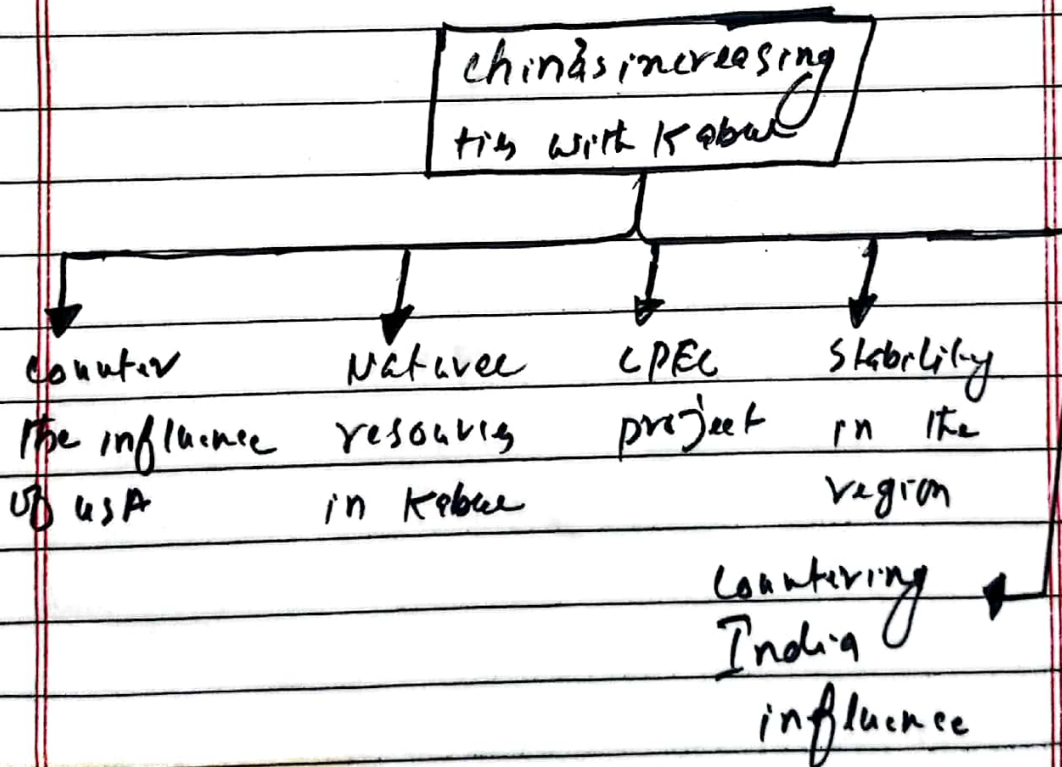 China's increasing
ties with Kabul
counter
the influence
of USA
Natural
resources
in Kabul
CPEC
project
Stability
in the
region
Countering
India
influence